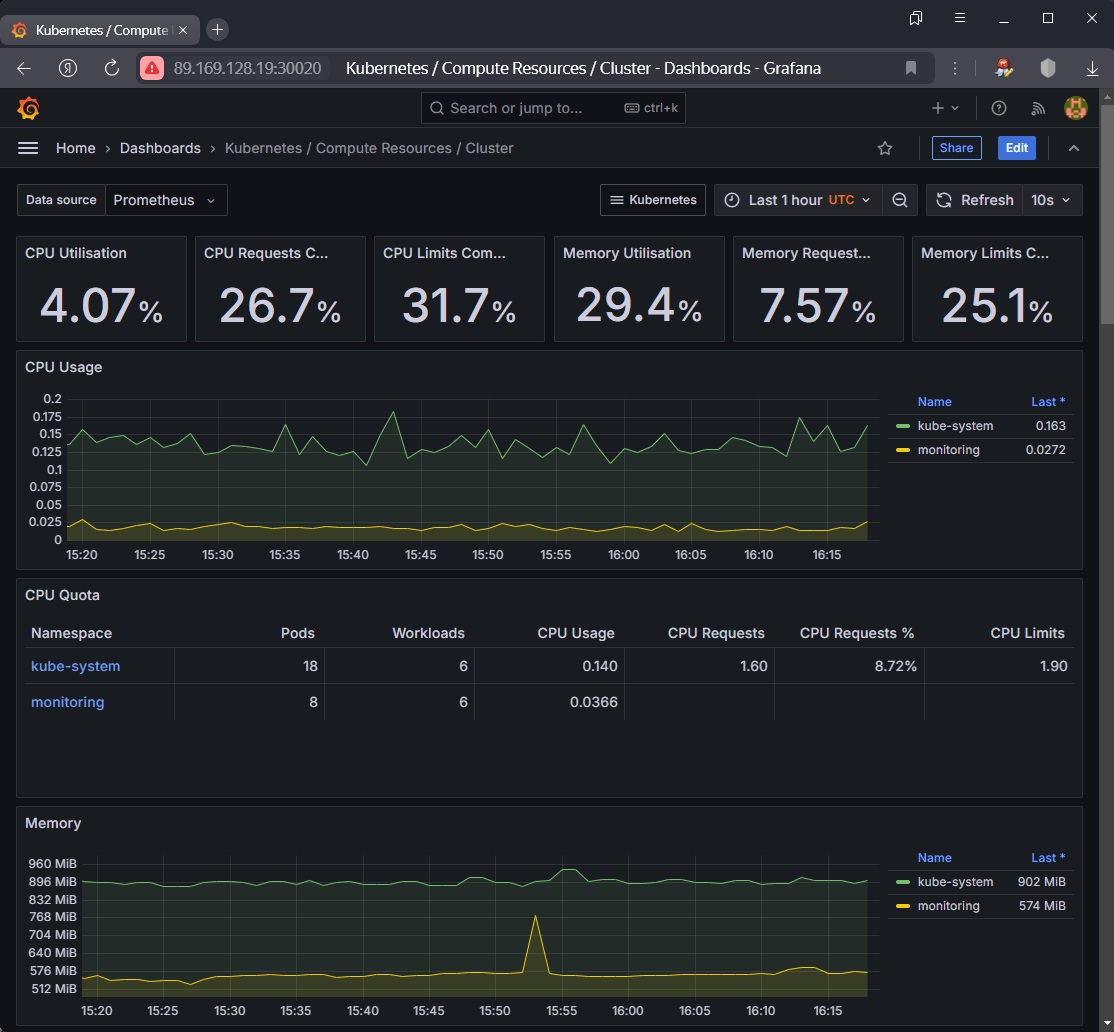 Kubernetes / Compute
89.169.128.19:30020 Kubernetes / Compute Resources / Cluster - Dashboards - Grafana
Search or jump to... ctrl+k
Home › Dashboards › Kubernetes / Compute Resources / Cluster Share Edit
Data source Prometheus Kubernetes Last 1 hour UTC Refresh 10s
CPU Utilisation CPU Requests C... CPU Limits Com... Memory Utilisation Memory Request... Memory Limits C...
4.07% 26.7% 31.7% 29.4% 7.57% 25.1%
CPU Usage
Name Last *
kube-system 0.163
monitoring 0.0272
0.2
0.175
0.15
0.125
0.1
0.075
0.05
0.025
0
15:20 15:25 15:30 15:35 15:40 15:45 15:50 15:55 16:00 16:05 16:10 16:15
CPU Quota
Namespace Pods Workloads CPU Usage CPU Requests CPU Requests % CPU Limits
kube-system 18 6 0.140 1.60 8.72% 1.90
monitoring 8 6 0.0366
Memory
Name Last *
kube-system 902 MiB
monitoring 574 MiB
960 MiB
896 MiB
832 MiB
768 MiB
704 MiB
640 MiB
576 MiB
512 MiB
15:20 15:25 15:30 15:35 15:40 15:45 15:50 15:55 16:00 16:05 16:10 16:15